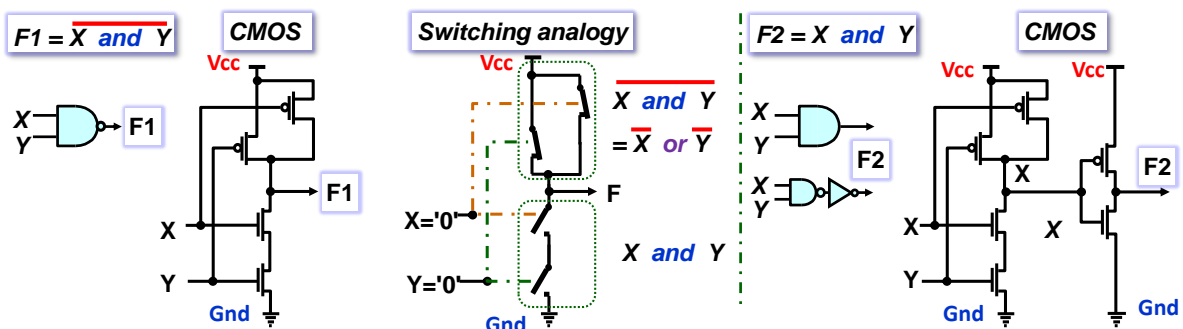 F1 = X and Y
CMOS
Vcc
X
Y
F1
F1
X
Y
Gnd
Switching analogy
Vcc
X and Y
= X or Y
F
X='0'
Y='0'
X and Y
Gnd
F2 = X and Y
CMOS
Vcc
Vcc
X
Y
F2
X
Y
X
F2
X
X
Y
Gnd
Gnd